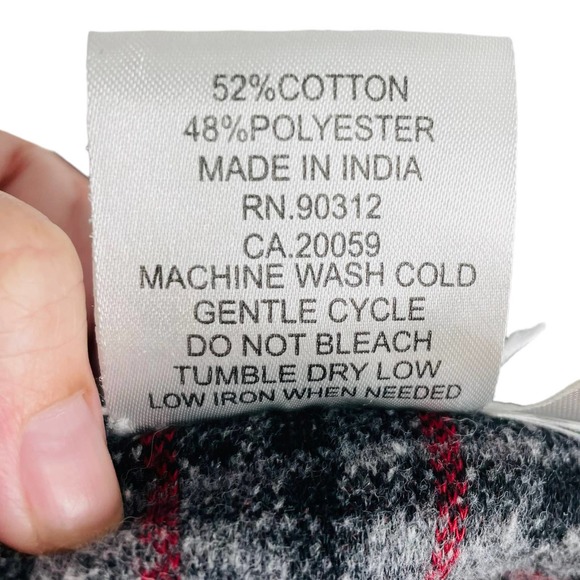 52%COTTON
48%POLYESTER
MADE IN INDIA
RN.90312
CA.20059
MACHINE WASH COLD
GENTLE CYCLE
DO NOT BLEACH
TUMBLE DRY LOW
LOW IRON WHEN NEEDED